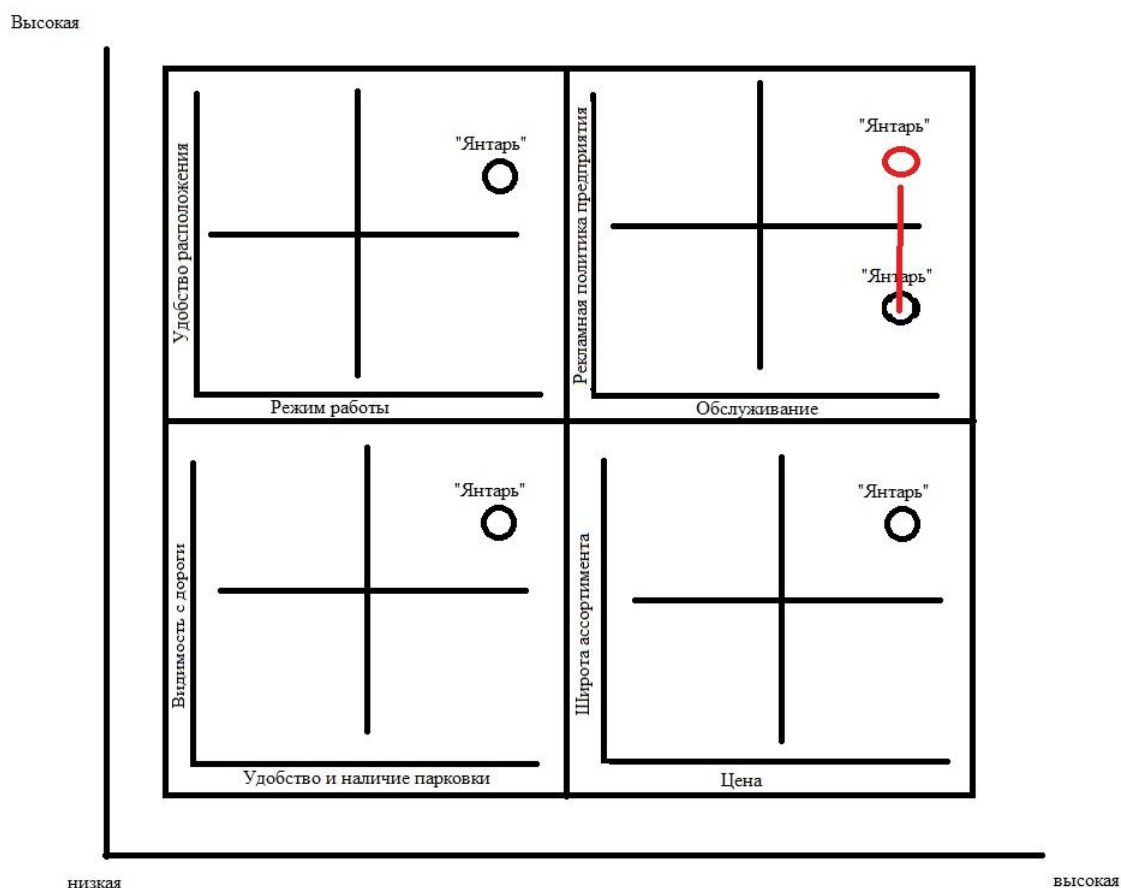 Высокая
Удобство расположения
"Янтарь"
Режим работы
Рекламная политика предприятия
"Янтарь"
"Янтарь"
Обслуживание
Видимость с дороги
"Янтарь"
Удобство и наличие парковки
Широта ассортимента
"Янтарь"
Цена
низкая
высокая